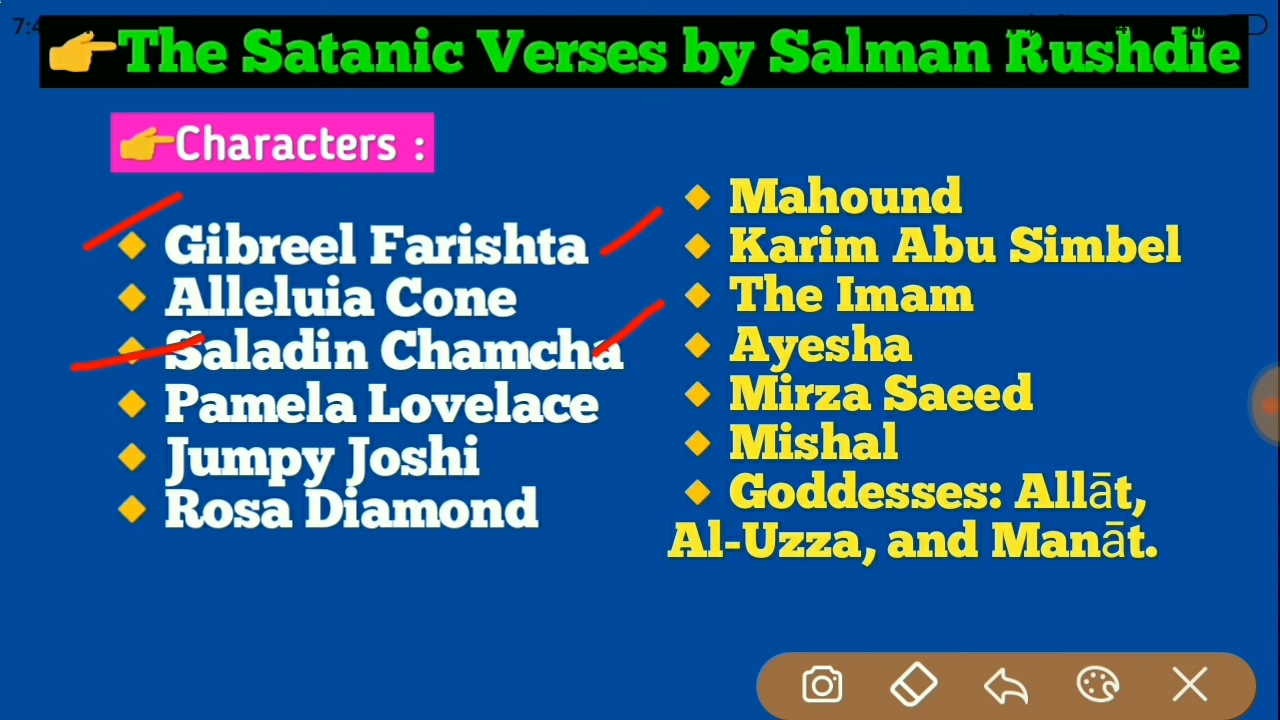 👉The Satanic Verses by Salman Rushdie
👉Characters :
🔸Gibreel Farishta
🔸Alleluia Cone
🔸Saladin Chamcha
🔸Pamela Lovelace
🔸Jumpy Joshi
🔸Rosa Diamond
🔸Mahound
🔸Karim Abu Simbel
🔸The Imam
🔸Ayesha
🔸Mirza Saeed
🔸Mishal
🔸Goddesses: Allāt,
Al-Uzza, and Manāt.